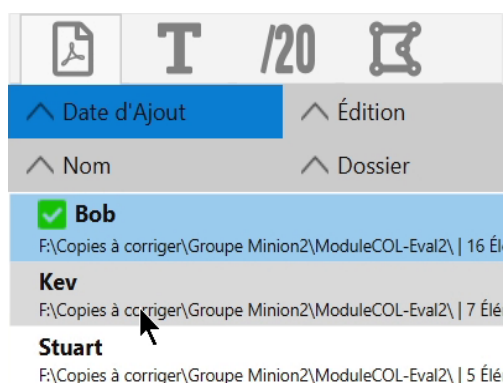 T /20
Date d'Ajout Édition
Nom Dossier
Bob
F:\Copies à corriger\Groupe Minion2\ModuleCOL-Eval2\ | 16 Él
Kev
F:\Copies à corriger\Groupe Minion2\ModuleCOL-Eval2\ | 7 Élé
Stuart
F:\Copies à corriger\Groupe Minion2\ModuleCOL-Eval2\ | 5 Élé